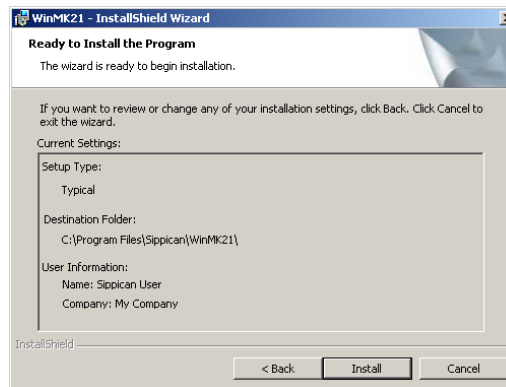 WinMK21 - InstallShield Wizard
Ready to Install the Program
The wizard is ready to begin installation.
If you want to review or change any of your installation settings, click Back. Click Cancel to
exit the wizard.
Current Settings:
Setup Type:
Typical
Destination Folder:
C:\Program Files\Sippican\WinMK21\
User Information:
Name: Sippican User
Company: My Company
InstallShield
< Back Install Cancel